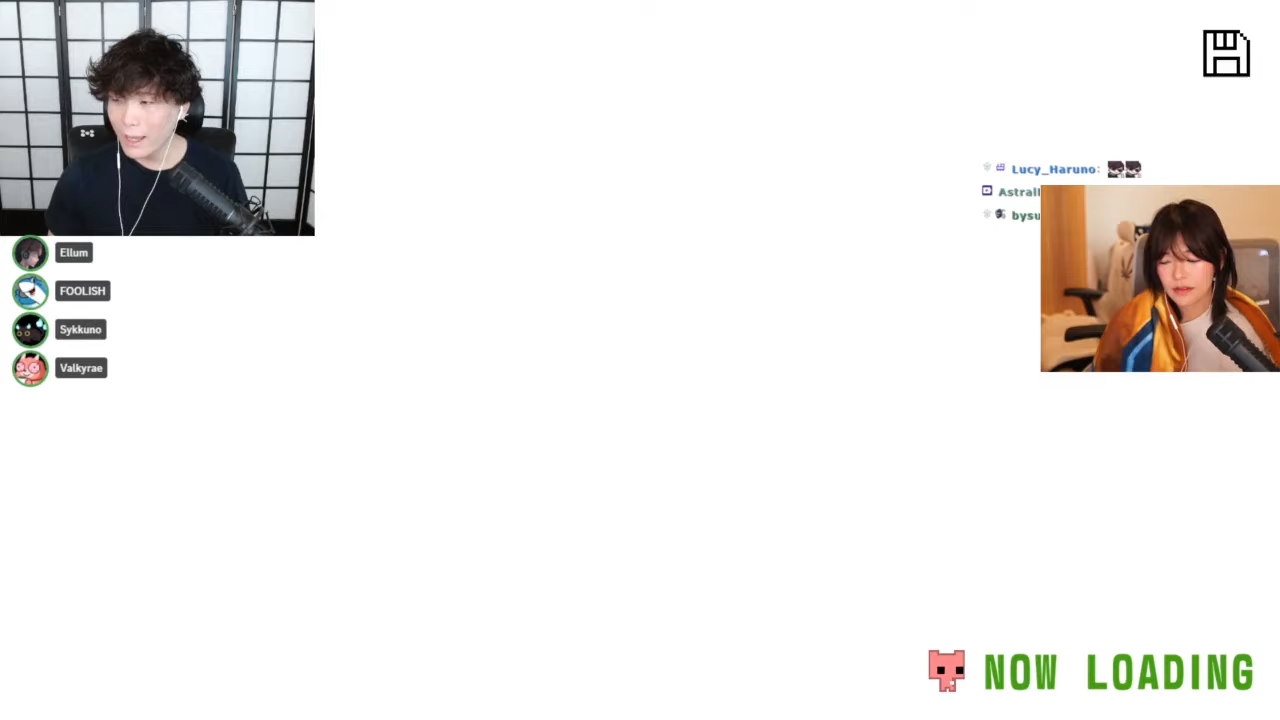 Lucy_Haruno:
Ellum
FOOLISH
Sykkuno
Valkyrae
NOW LOADING